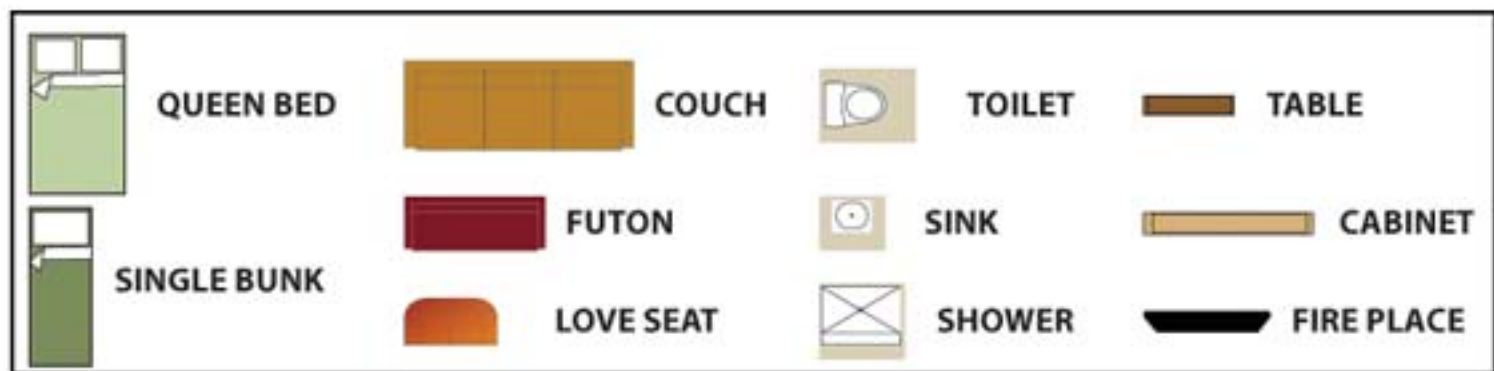 QUEEN BED
COUCH
TOILET
TABLE
FUTON
SINK
CABINET
SINGLE BUNK
LOVE SEAT
SHOWER
FIRE PLACE